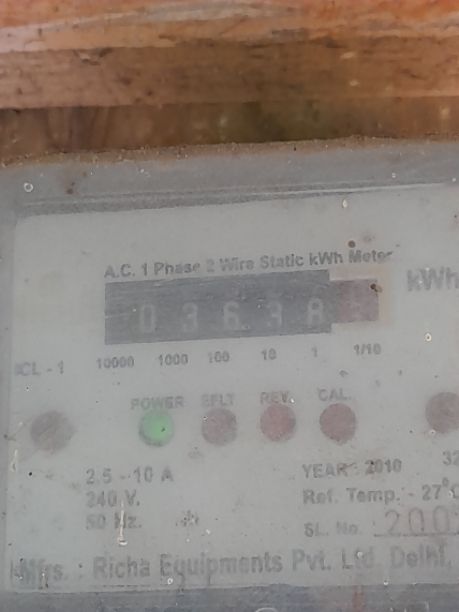 A.C. 1 Phase 2 Wire Static kWh Meter
kWh
0 3 6 3 8
10000 1000 100 10 1 1/10
CL - 1
POWER EFLT REV. CAL.
2.5 - 10 A
240 V.
50 Hz.
YEAR : 2010
Ref. Temp. - 27°C
SL. No. 200
Mfrs. : Richa Equipments Pvt. Ltd. Delhi,